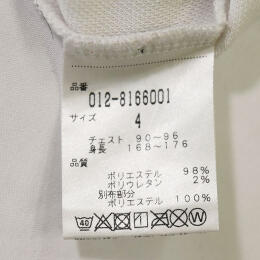 品番
012-8166001
サイズ
4
チェスト 90~96
身長 168~176
品質
ポリエステル 98%
ポリウレタン 2%
別布部分
ポリエステル 100%
40 P W